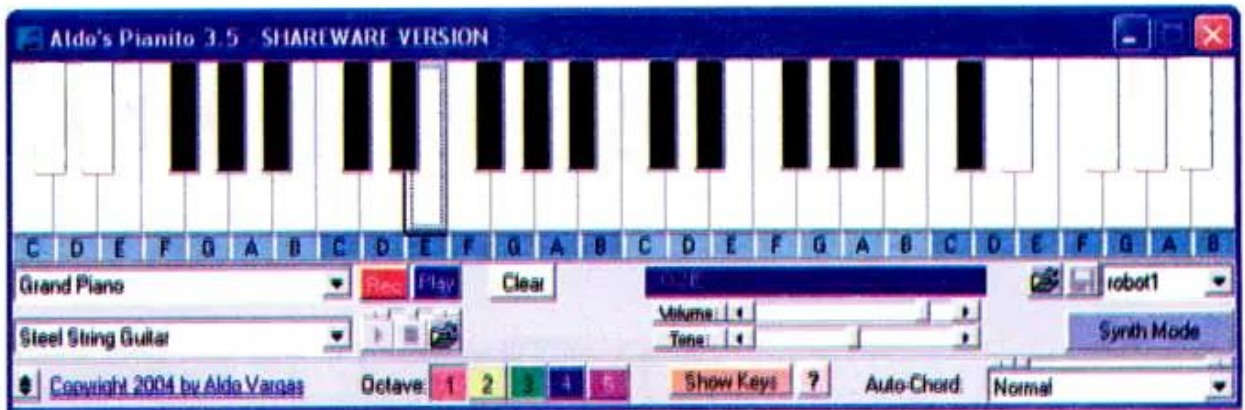 Aldo's Pianito 3.5 - SHAREWARE VERSION
C D E F G A B C D E F G A B C D E F G A B C D E F G A B
Grand Piano Rec Play Clear robot1
Volume:
Steel String Guitar Tone: Synth Mode
Copyright 2004 by Aldo Vargas Octave 1 2 3 4 5 Show Keys ? Auto-Chord: Normal